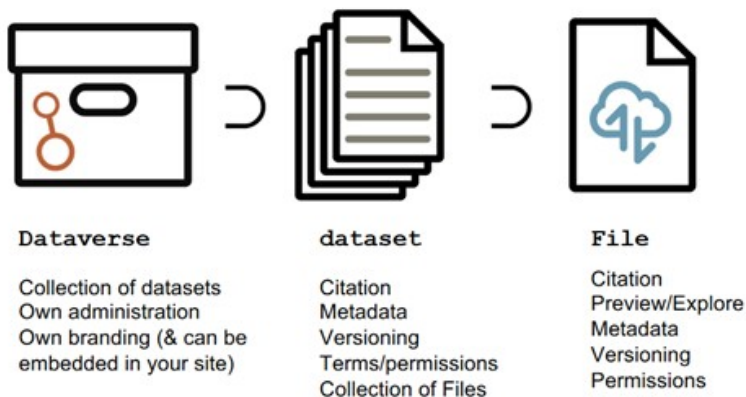 Dataverse
Collection of datasets
Own administration
Own branding (& can be
embedded in your site)
dataset
Citation
Metadata
Versioning
Terms/permissions
Collection of Files
File
Citation
Preview/Explore
Metadata
Versioning
Permissions